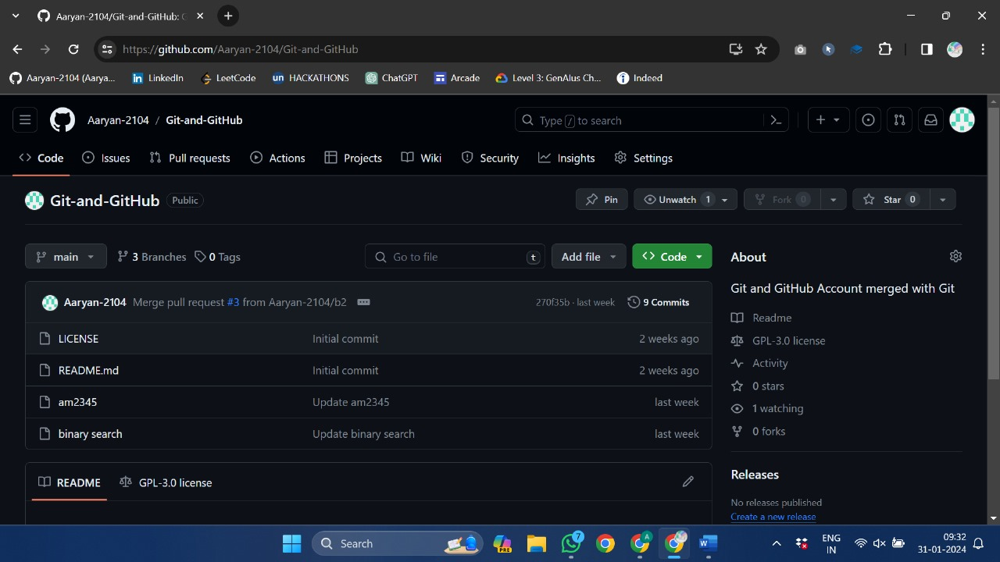 Aaryan-2104/Git-and-GitHub:
https://github.com/Aaryan-2104/Git-and-GitHub
Aaryan-2104 (Aarya... LinkedIn LeetCode un HACKATHONS ChatGPT Arcade Level 3: GenAIus Ch... Indeed
Aaryan-2104 / Git-and-GitHub Type / to search
Code Issues Pull requests Actions Projects Wiki Security Insights Settings
Git-and-GitHub Public Pin Unwatch 1 Fork 0 Star 0
main 3 Branches 0 Tags Go to file t Add file Code
About
Git and GitHub Account merged with Git
Aaryan-2104 Merge pull request #3 from Aaryan-2104/b2 270f35b · last week 9 Commits
Readme
LICENSE Initial commit 2 weeks ago
GPL-3.0 license
Activity
README.md Initial commit 2 weeks ago
0 stars
am2345 Update am2345 last week
1 watching
binary search Update binary search last week
0 forks
README GPL-3.0 license
Releases
No releases published
Create a new release
Search PRE 7 A W ENG IN 09:32 31-01-2024